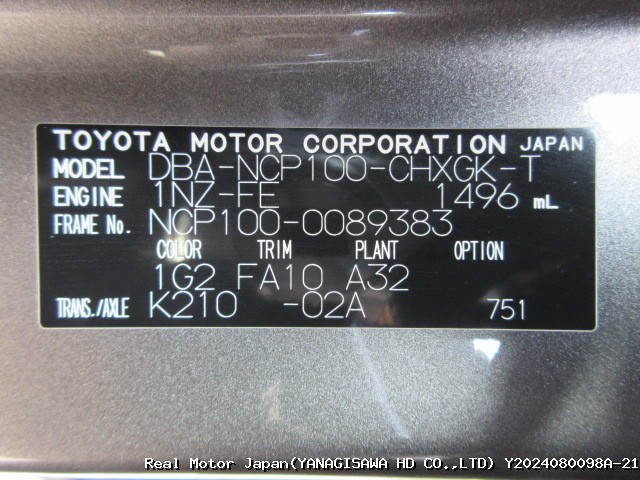 TOYOTA MOTOR CORPORATION JAPAN
MODEL DBA-NCP100-CHXGK-T
ENGINE 1NZ-FE 1496 mL
FRAME No. NCP100-0089383
COLOR TRIM PLANT OPTION
1G2 FA10 A32
TRANS./AXLE K210 -02A 751
Real Motor Japan(YANAGISAWA HD CO.,LTD) Y2024080098A-21